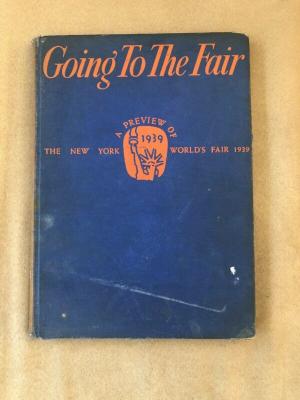 Going To The Fair
A PREVIEW OF
1939
THE NEW YORK WORLD'S FAIR 1939